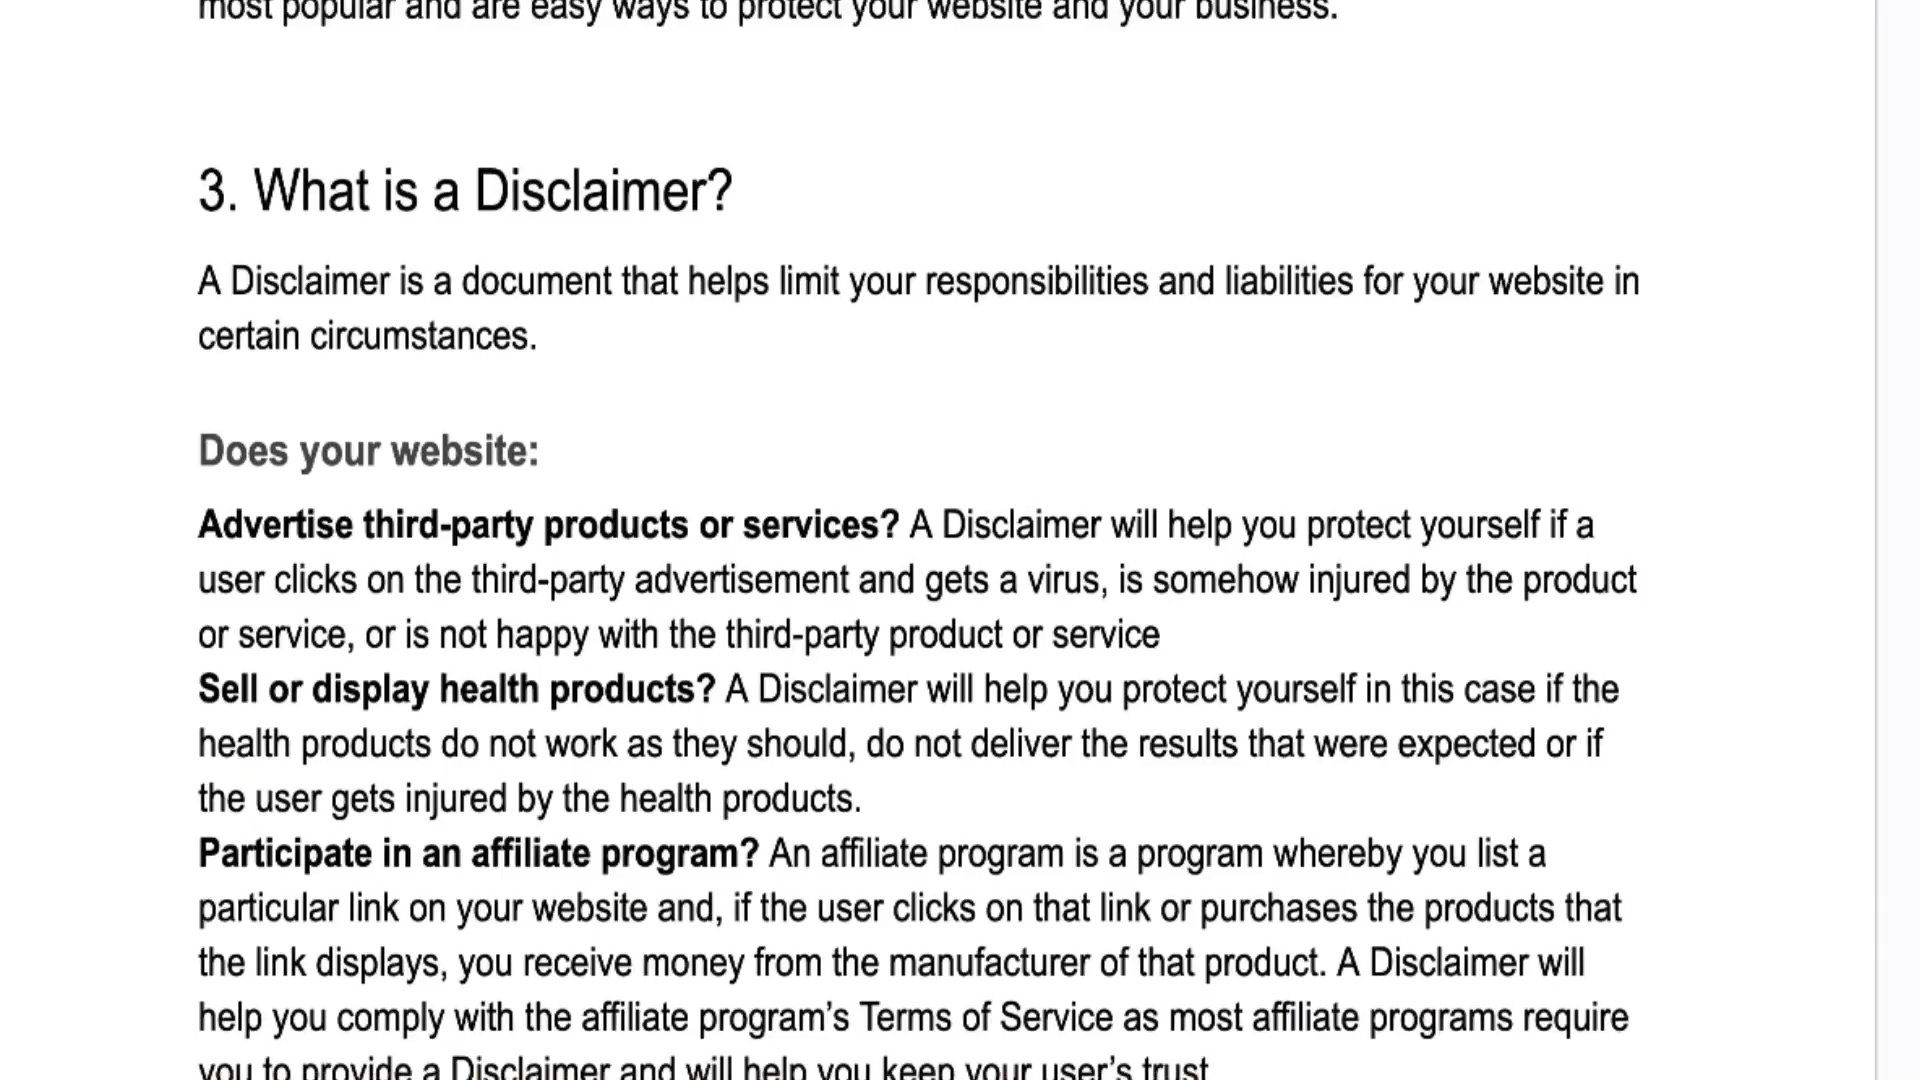 most popular and are easy ways to protect your website and your business.
3. What is a Disclaimer?
A Disclaimer is a document that helps limit your responsibilities and liabilities for your website in
certain circumstances.
Does your website:
Advertise third-party products or services? A Disclaimer will help you protect yourself if a
user clicks on the third-party advertisement and gets a virus, is somehow injured by the product
or service, or is not happy with the third-party product or service
Sell or display health products? A Disclaimer will help you protect yourself in this case if the
health products do not work as they should, do not deliver the results that were expected or if
the user gets injured by the health products.
Participate in an affiliate program? An affiliate program is a program whereby you list a
particular link on your website and, if the user clicks on that link or purchases the products that
the link displays, you receive money from the manufacturer of that product. A Disclaimer will
help you comply with the affiliate program’s Terms of Service as most affiliate programs require
you to provide a Disclaimer and will help you keep your user’s trust